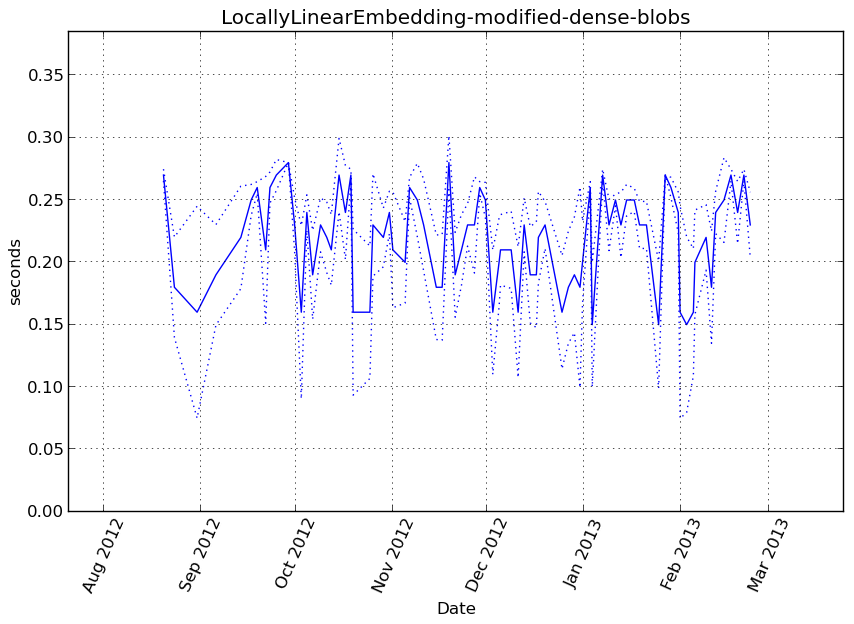 LocallyLinearEmbedding-modified-dense-blobs
0.35
0.30
0.25
0.20
0.15
0.10
0.05
0.00
seconds
Aug 2012
Sep 2012
Oct 2012
Nov 2012
Dec 2012
Jan 2013
Feb 2013
Mar 2013
Date